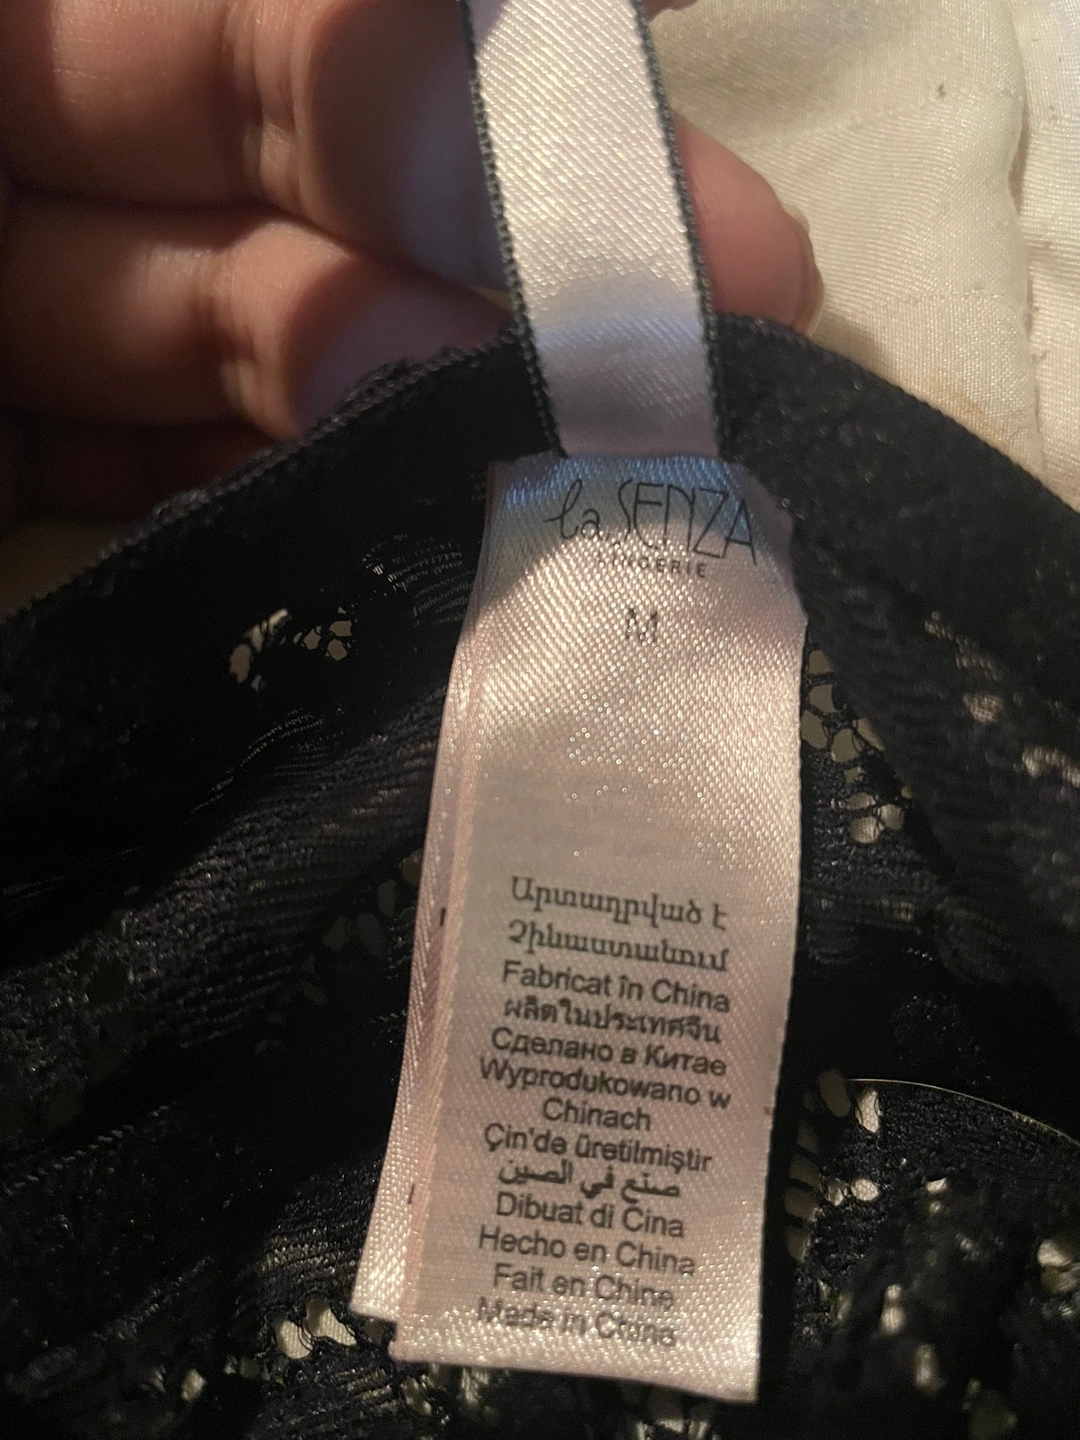 la SENZA
LINGERIE
M
Արտադրված է
Չինաստանում
Fabricat în China
ผลิตในประเทศจีน
Сделано в Китае
Wyprodukowano w
Chinach
Çin'de üretilmiştir
صنع في الصين
Dibuat di Cina
Hecho en China
Fait en Chine
Made in China